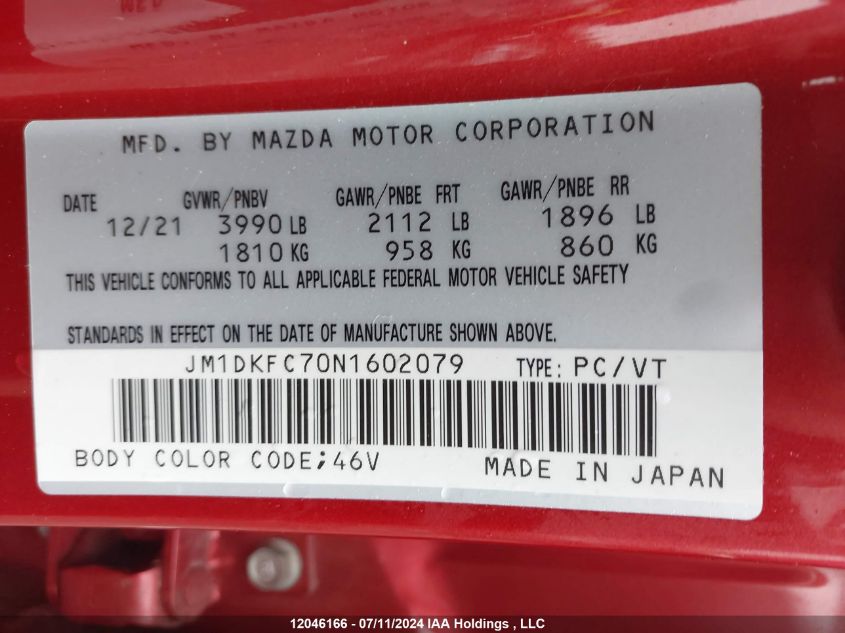 MFD. BY MAZDA MOTOR CORPORATION
DATE GVWR/PNBV GAWR/PNBE FRT GAWR/PNBE RR
12/21 3990 LB 2112 LB 1896 LB
1810 KG 958 KG 860 KG
THIS VEHICLE CONFORMS TO ALL APPLICABLE FEDERAL MOTOR VEHICLE SAFETY
STANDARDS IN EFFECT ON THE DATE OF MANUFACTURE SHOWN ABOVE.
JM1DKFC70N1602079 TYPE: PC/VT
BODY COLOR CODE;46V MADE IN JAPAN
12046166 - 07/11/2024 IAA Holdings , LLC